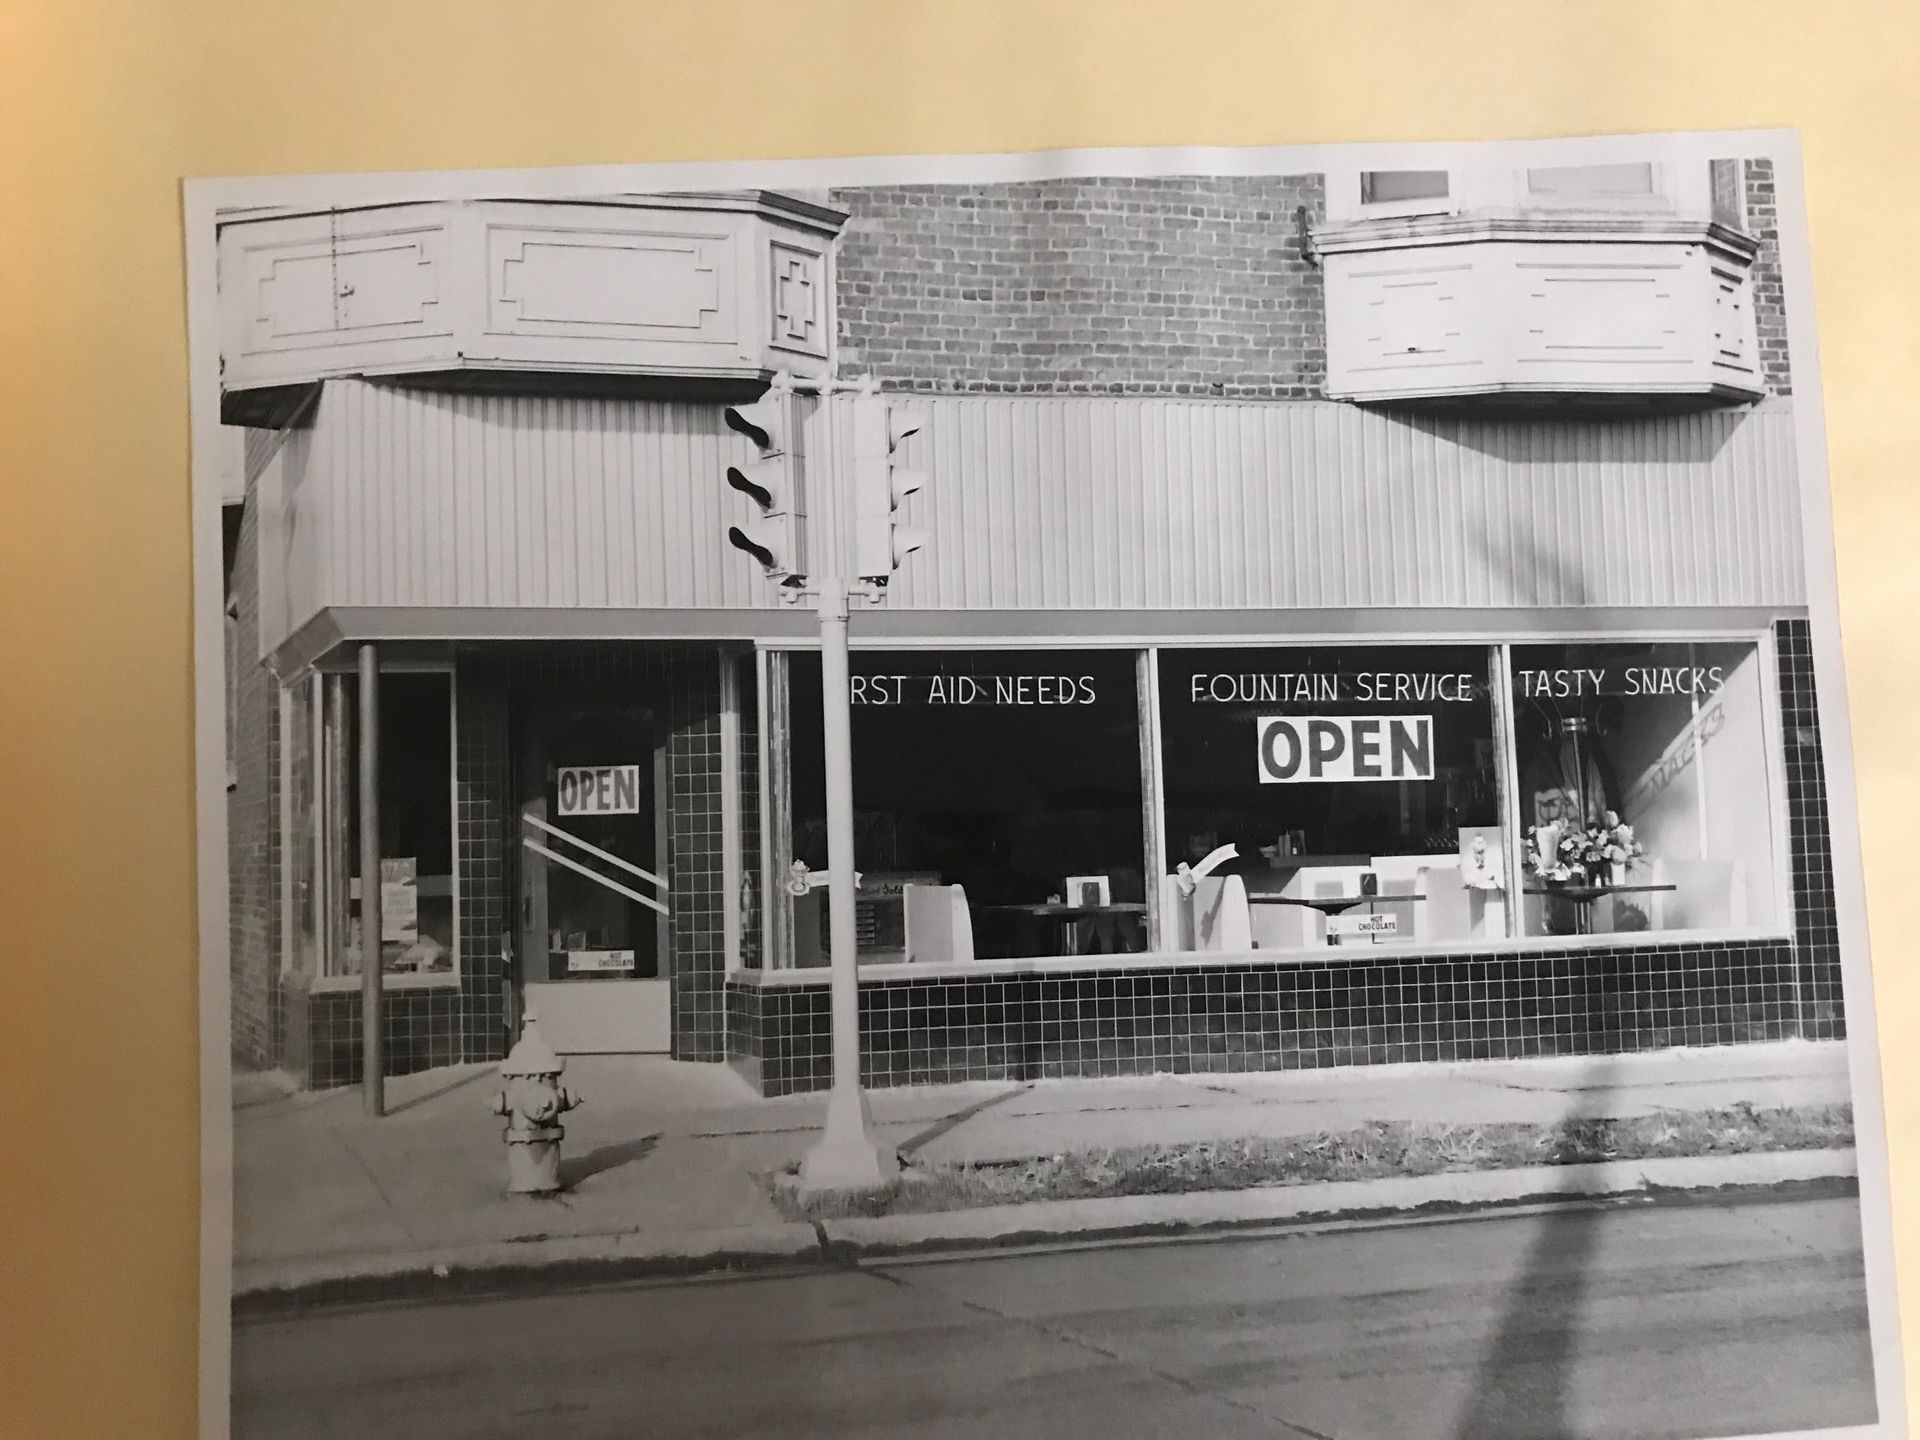 RST AID NEEDS
FOUNTAIN SERVICE
TASTY SNACKS
OPEN
OPEN
HOT
CHOCOLATE
HOT
CHOCOLATE